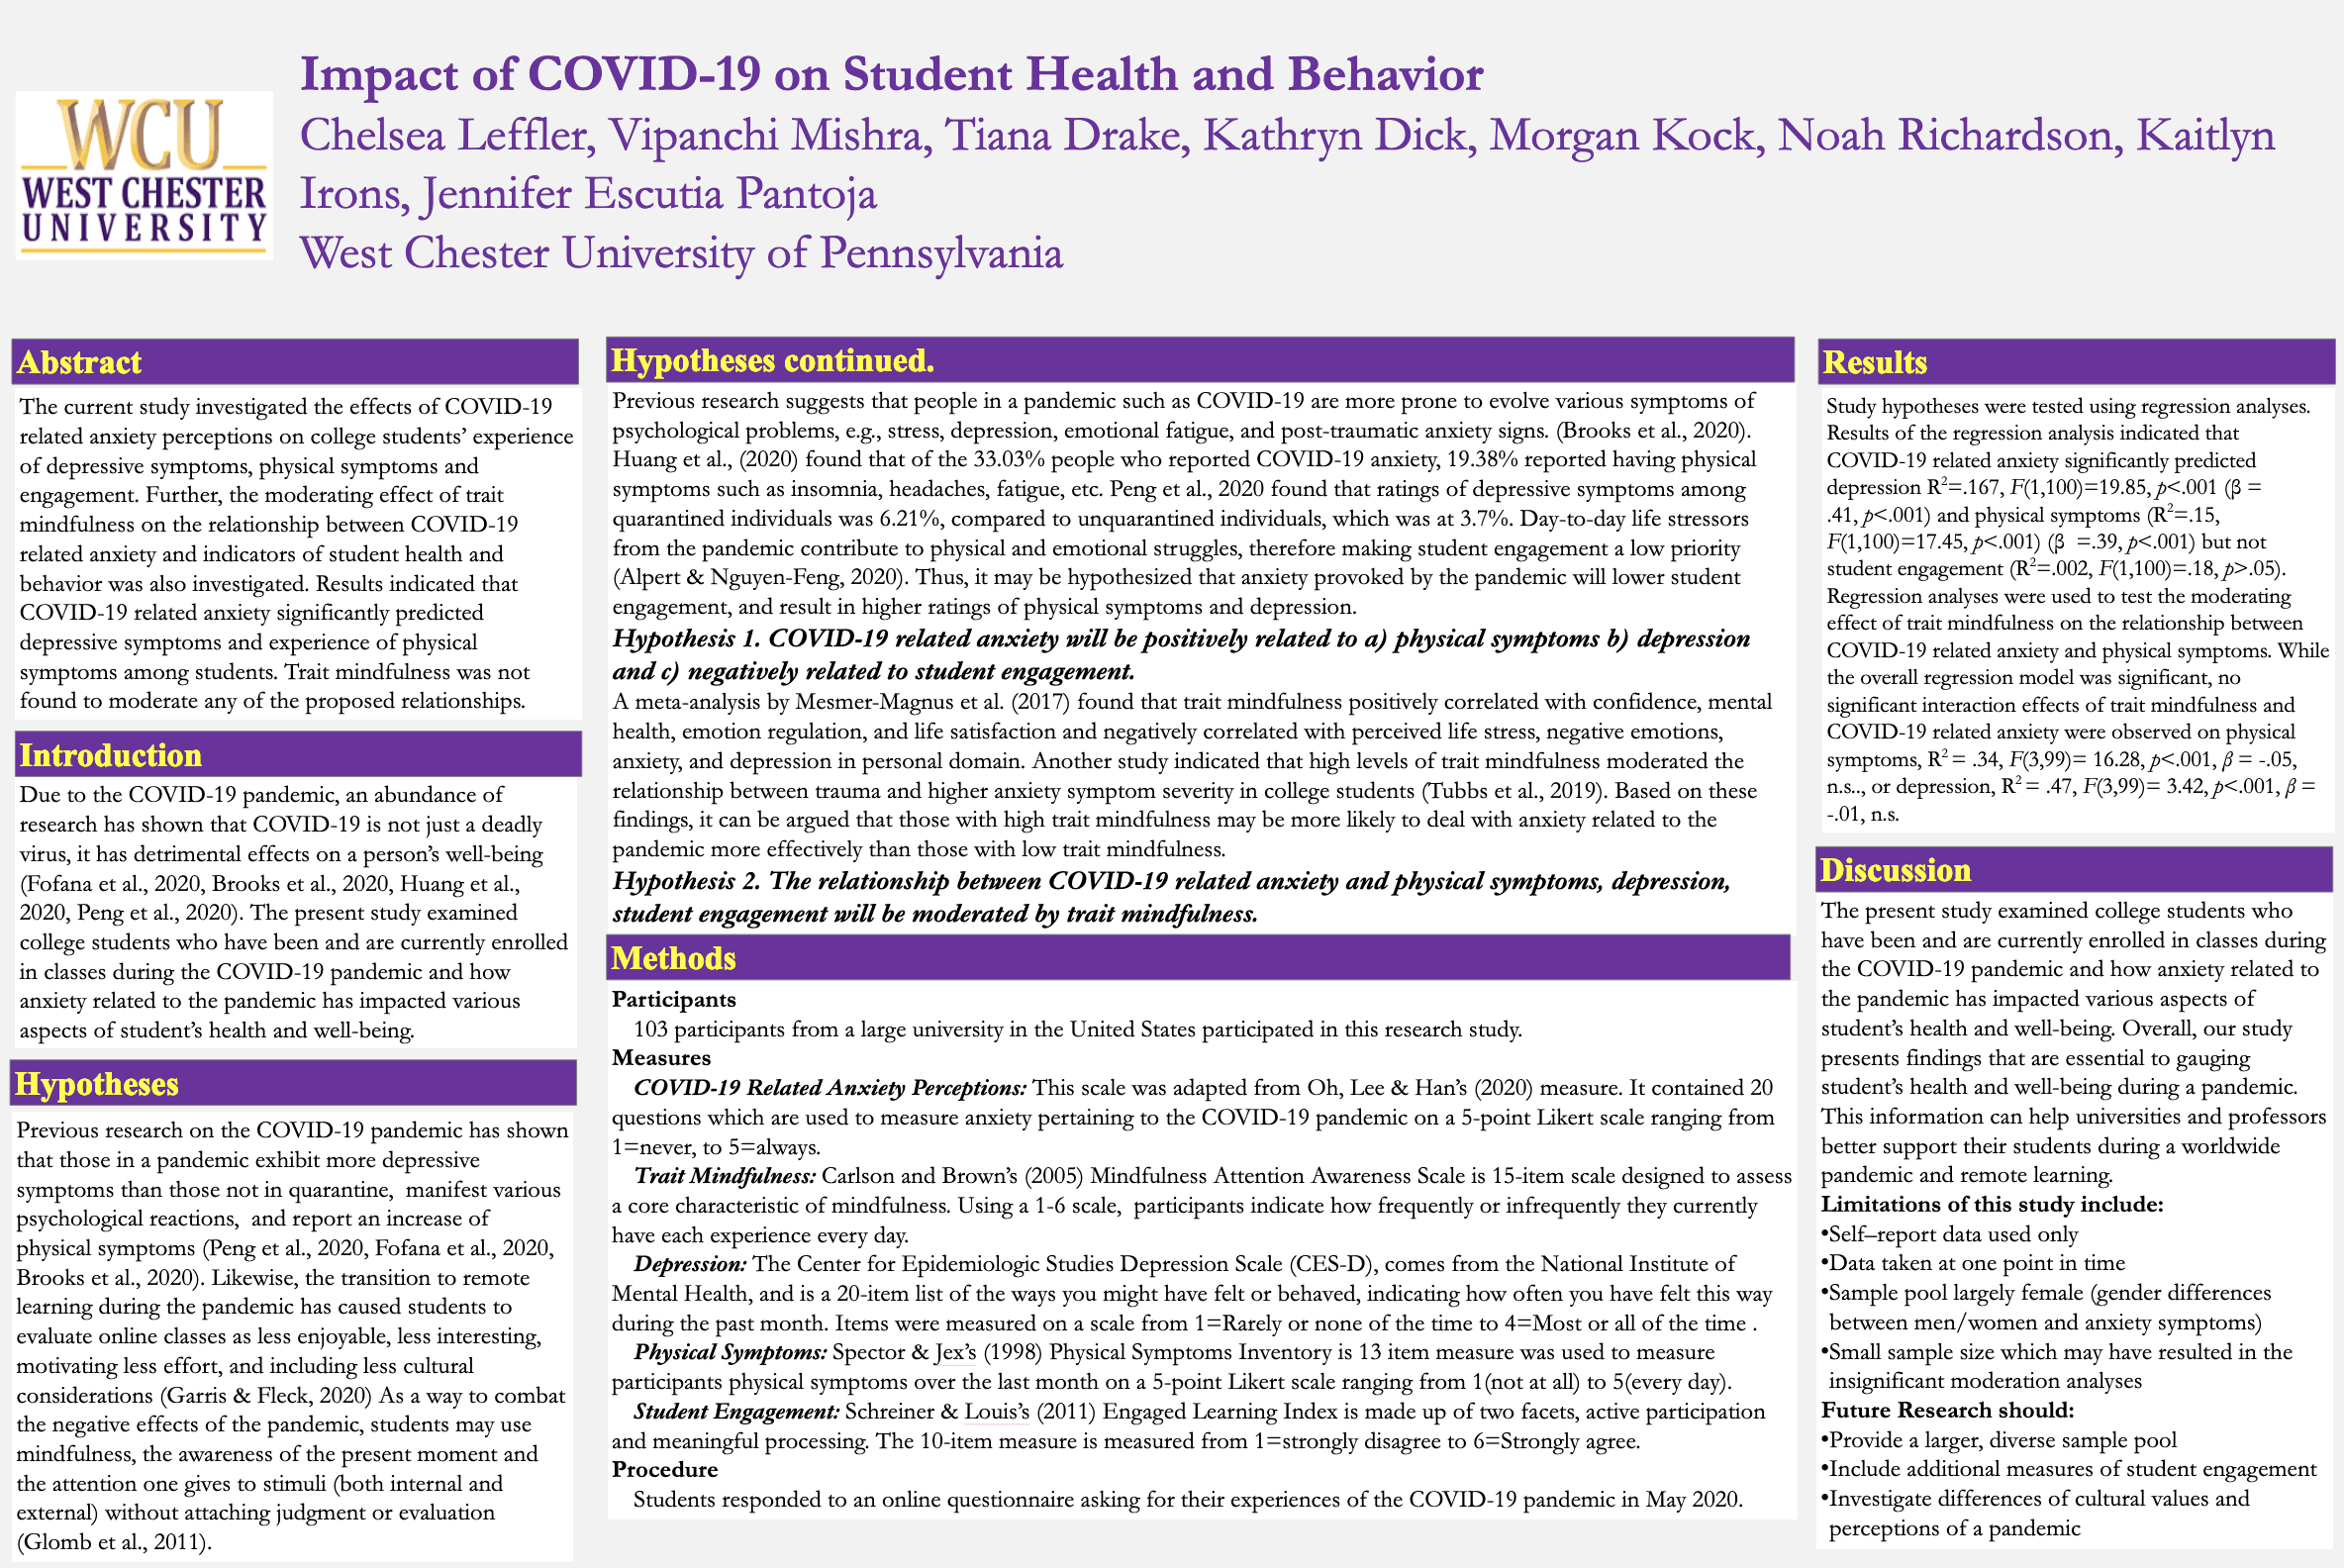 WCU
WEST CHESTER
UNIVERSITY
Impact of COVID-19 on Student Health and Behavior
Chelsea Leffler, Vipanchi Mishra, Tiana Drake, Kathryn Dick, Morgan Kock, Noah Richardson, Kaitlyn
Irons, Jennifer Escutia Pantoja
West Chester University of Pennsylvania
Abstract
The current study investigated the effects of COVID-19
related anxiety perceptions on college students’ experience
of depressive symptoms, physical symptoms and
engagement. Further, the moderating effect of trait
mindfulness on the relationship between COVID-19
related anxiety and indicators of student health and
behavior was also investigated. Results indicated that
COVID-19 related anxiety significantly predicted
depressive symptoms and experience of physical
symptoms among students. Trait mindfulness was not
found to moderate any of the proposed relationships.
Introduction
Due to the COVID-19 pandemic, an abundance of
research has shown that COVID-19 is not just a deadly
virus, it has detrimental effects on a person’s well-being
(Fofana et al., 2020, Brooks et al., 2020, Huang et al.,
2020, Peng et al., 2020). The present study examined
college students who have been and are currently enrolled
in classes during the COVID-19 pandemic and how
anxiety related to the pandemic has impacted various
aspects of student’s health and well-being.
Hypotheses
Previous research on the COVID-19 pandemic has shown
that those in a pandemic exhibit more depressive
symptoms than those not in quarantine,  manifest various
psychological reactions,  and report an increase of
physical symptoms (Peng et al., 2020, Fofana et al., 2020,
Brooks et al., 2020). Likewise, the transition to remote
learning during the pandemic has caused students to
evaluate online classes as less enjoyable, less interesting,
motivating less effort, and including less cultural
considerations (Garris & Fleck, 2020) As a way to combat
the negative effects of the pandemic, students may use
mindfulness, the awareness of the present moment and
the attention one gives to stimuli (both internal and
external) without attaching judgment or evaluation
(Glomb et al., 2011).
Hypotheses continued.
Previous research suggests that people in a pandemic such as COVID-19 are more prone to evolve various symptoms of
psychological problems, e.g., stress, depression, emotional fatigue, and post-traumatic anxiety signs. (Brooks et al., 2020).
Huang et al., (2020) found that of the 33.03% people who reported COVID-19 anxiety, 19.38% reported having physical
symptoms such as insomnia, headaches, fatigue, etc. Peng et al., 2020 found that ratings of depressive symptoms among
quarantined individuals was 6.21%, compared to unquarantined individuals, which was at 3.7%. Day-to-day life stressors
from the pandemic contribute to physical and emotional struggles, therefore making student engagement a low priority
(Alpert & Nguyen-Feng, 2020). Thus, it may be hypothesized that anxiety provoked by the pandemic will lower student
engagement, and result in higher ratings of physical symptoms and depression.
Hypothesis 1. COVID-19 related anxiety will be positively related to a) physical symptoms b) depression
and c) negatively related to student engagement.
A meta-analysis by Mesmer-Magnus et al. (2017) found that trait mindfulness positively correlated with confidence, mental
health, emotion regulation, and life satisfaction and negatively correlated with perceived life stress, negative emotions,
anxiety, and depression in personal domain. Another study indicated that high levels of trait mindfulness moderated the
relationship between trauma and higher anxiety symptom severity in college students (Tubbs et al., 2019). Based on these
findings, it can be argued that those with high trait mindfulness may be more likely to deal with anxiety related to the
pandemic more effectively than those with low trait mindfulness.
Hypothesis 2. The relationship between COVID-19 related anxiety and physical symptoms, depression,
student engagement will be moderated by trait mindfulness.
Methods
Participants
103 participants from a large university in the United States participated in this research study.
Measures
COVID-19 Related Anxiety Perceptions: This scale was adapted from Oh, Lee & Han’s (2020) measure. It contained 20
questions which are used to measure anxiety pertaining to the COVID-19 pandemic on a 5-point Likert scale ranging from
1=never, to 5=always.
Trait Mindfulness: Carlson and Brown’s (2005) Mindfulness Attention Awareness Scale is 15-item scale designed to assess
a core characteristic of mindfulness. Using a 1-6 scale,  participants indicate how frequently or infrequently they currently
have each experience every day.
Depression: The Center for Epidemiologic Studies Depression Scale (CES-D), comes from the National Institute of
Mental Health, and is a 20-item list of the ways you might have felt or behaved, indicating how often you have felt this way
during the past month. Items were measured on a scale from 1=Rarely or none of the time to 4=Most or all of the time .
Physical Symptoms: Spector & Jex’s (1998) Physical Symptoms Inventory is 13 item measure was used to measure
participants physical symptoms over the last month on a 5-point Likert scale ranging from 1(not at all) to 5(every day).
Student Engagement: Schreiner & Louis’s (2011) Engaged Learning Index is made up of two facets, active participation
and meaningful processing. The 10-item measure is measured from 1=strongly disagree to 6=Strongly agree.
Procedure
Students responded to an online questionnaire asking for their experiences of the COVID-19 pandemic in May 2020.
Results
Study hypotheses were tested using regression analyses.
Results of the regression analysis indicated that
COVID-19 related anxiety significantly predicted
depression R²=.167, F(1,100)=19.85, p<.001 (β =
.41, p<.001) and physical symptoms (R²=.15,
F(1,100)=17.45, p<.001) (β  =.39, p<.001) but not
student engagement (R²=.002, F(1,100)=.18, p>.05).
Regression analyses were used to test the moderating
effect of trait mindfulness on the relationship between
COVID-19 related anxiety and physical symptoms. While
the overall regression model was significant, no
significant interaction effects of trait mindfulness and
COVID-19 related anxiety were observed on physical
symptoms, R² = .34, F(3,99)= 16.28, p<.001, β = -.05,
n.s.., or depression, R² = .47, F(3,99)= 3.42, p<.001, β =
-.01, n.s.
Discussion
The present study examined college students who
have been and are currently enrolled in classes during
the COVID-19 pandemic and how anxiety related to
the pandemic has impacted various aspects of
student’s health and well-being. Overall, our study
presents findings that are essential to gauging
student’s health and well-being during a pandemic.
This information can help universities and professors
better support their students during a worldwide
pandemic and remote learning.
Limitations of this study include:
•Self–report data used only
•Data taken at one point in time
•Sample pool largely female (gender differences
between men/women and anxiety symptoms)
•Small sample size which may have resulted in the
insignificant moderation analyses
Future Research should:
•Provide a larger, diverse sample pool
•Include additional measures of student engagement
•Investigate differences of cultural values and
perceptions of a pandemic